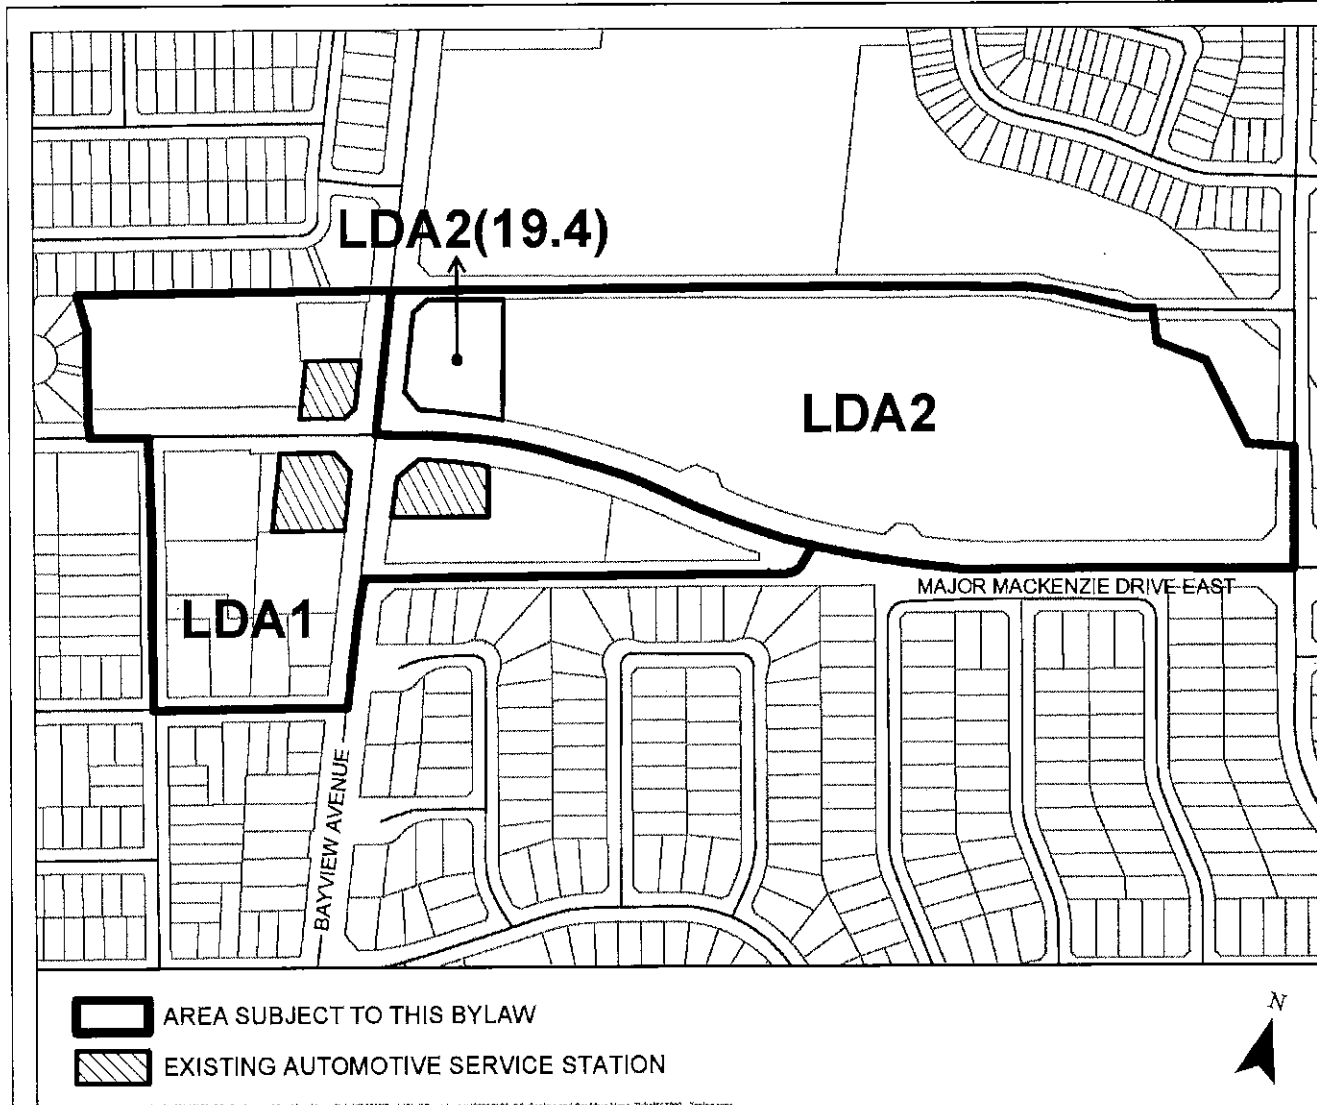 LDA2(19.4)
LDA2
LDA1
MAJOR MACKENZIE DRIVE EAST
BAYVIEW AVENUE
AREA SUBJECT TO THIS BYLAW
EXISTING AUTOMOTIVE SERVICE STATION
N